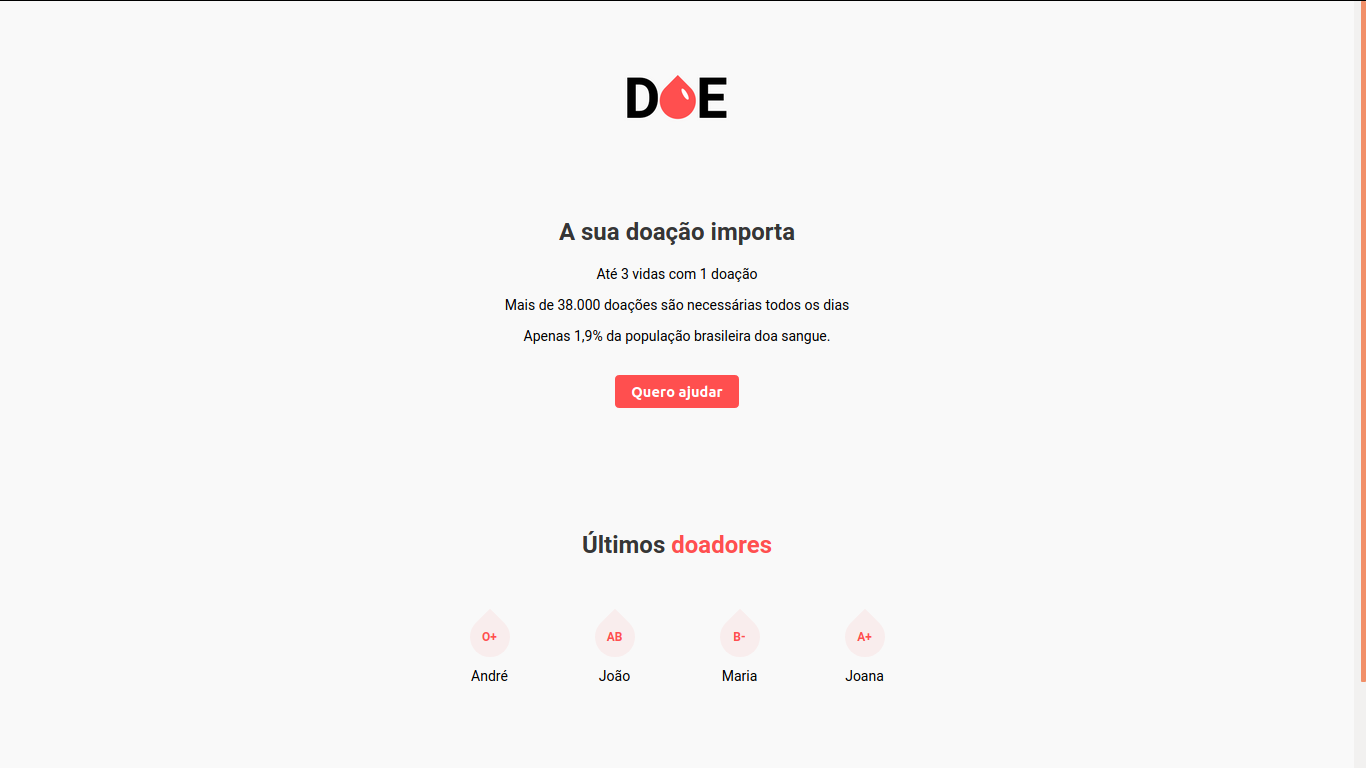 DOE
A sua doação importa
Até 3 vidas com 1 doação
Mais de 38.000 doações são necessárias todos os dias
Apenas 1,9% da população brasileira doa sangue.
Quero ajudar
Últimos doadores
O+ AB B- A+
André João Maria Joana